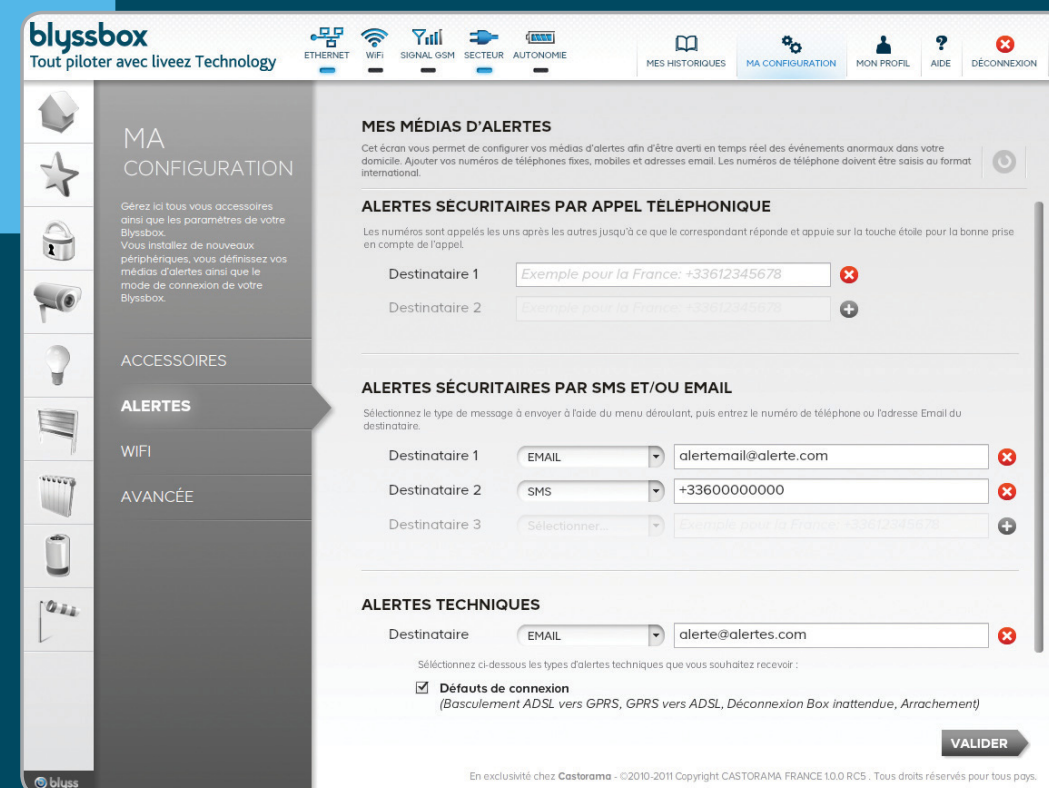 blyssbox
Tout piloter avec liveez Technology
ETHERNET
WiFi
SIGNAL GSM
SECTEUR
AUTONOMIE
MES HISTORIQUES
MA CONFIGURATION
MON PROFIL
AIDE
DÉCONNEXION
MA
CONFIGURATION
Gérez ici tous vous accessoires
ainsi que les paramètres de votre
Blyssbox.
Vous installez de nouveaux
périphériques, vous définissez vos
médias d'alertes ainsi que le
mode de connexion de votre
Blyssbox.
ACCESSOIRES
ALERTES
WIFI
AVANCÉE
MES MÉDIAS D'ALERTES
Cet écran vous permet de configurer vos médias d'alertes afin d'être averti en temps réel des événements anormaux dans votre
domicile. Ajouter vos numéros de téléphones fixes, mobiles et adresses email. Les numéros de téléphone doivent être saisis au format
international.
ALERTES SÉCURITAIRES PAR APPEL TÉLÉPHONIQUE
Les numéros sont appelés les uns après les autres jusqu'à ce que le correspondant réponde et appuie sur la touche étoile pour la bonne prise
en compte de l'appel.
Destinataire 1 Exemple pour la France: +33612345678
Destinataire 2 Exemple pour la France: +33612345678
ALERTES SÉCURITAIRES PAR SMS ET/OU EMAIL
Sélectionnez le type de message à envoyer à l'aide du menu déroulant, puis entrez le numéro de téléphone ou l'adresse Email du
destinataire.
Destinataire 1 EMAIL alertemail@alerte.com
Destinataire 2 SMS +33600000000
Destinataire 3 Sélectionner... Exemple pour la France: +33612345678
ALERTES TECHNIQUES
Destinataire EMAIL alerte@alertes.com
Séléctionnez ci-dessous les types d'alertes techniques que vous souhaitez recevoir :
Défauts de connexion
(Basculement ADSL vers GPRS, GPRS vers ADSL, Déconnexion Box inattendue, Arrachement)
VALIDER
blyss
En exclusivité chez Castorama - ©2010-2011 Copyright CASTORAMA FRANCE 1.0.0 RC5 . Tous droits réservés pour tous pays.